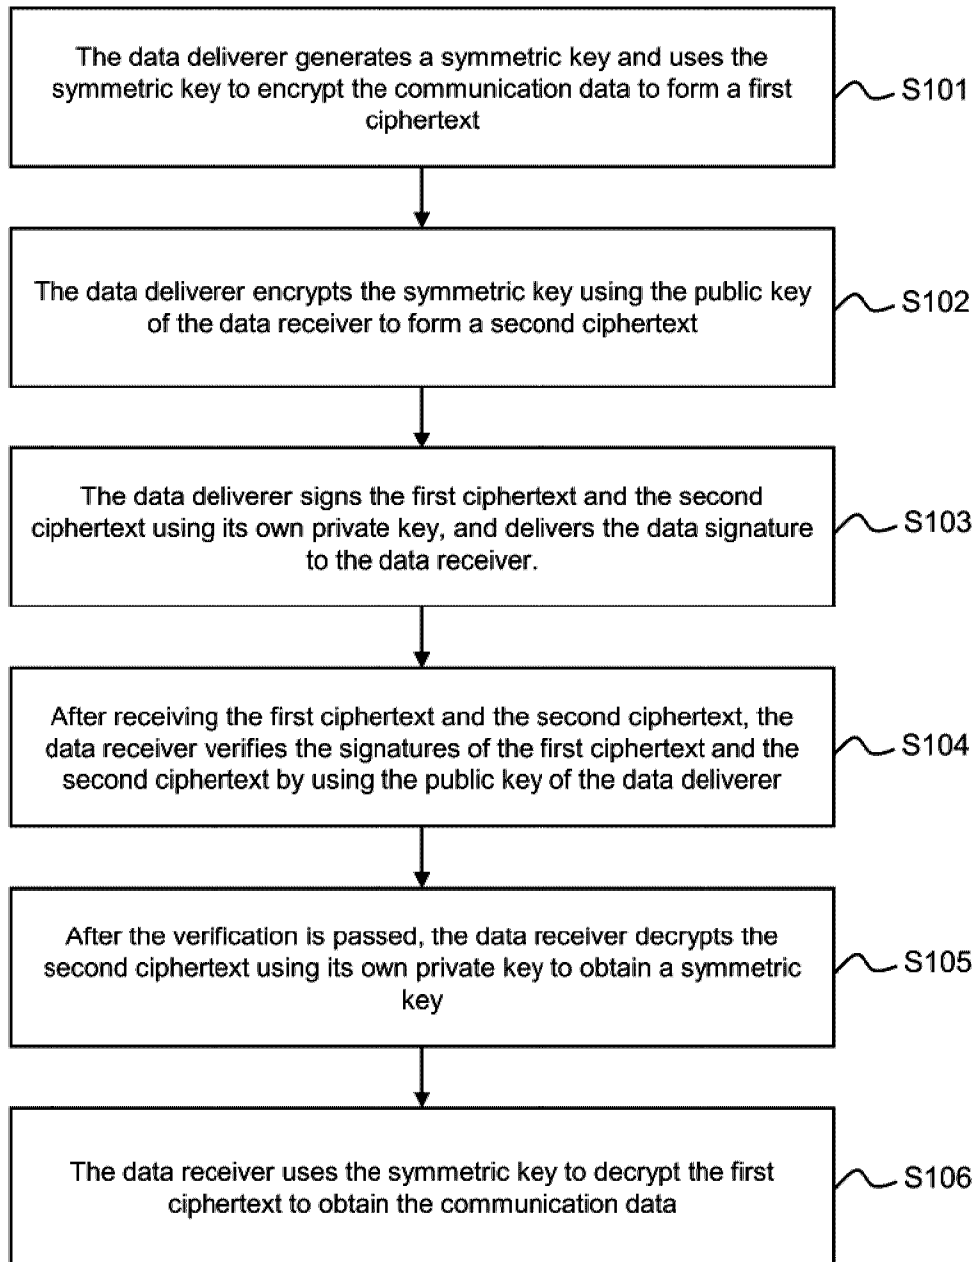 The data deliverer generates a symmetric key and uses the
symmetric key to encrypt the communication data to form a first
ciphertext
S101
The data deliverer encrypts the symmetric key using the public key
of the data receiver to form a second ciphertext
S102
The data deliverer signs the first ciphertext and the second
ciphertext using its own private key, and delivers the data signature
to the data receiver.
S103
After receiving the first ciphertext and the second ciphertext, the
data receiver verifies the signatures of the first ciphertext and the
second ciphertext by using the public key of the data deliverer
S104
After the verification is passed, the data receiver decrypts the
second ciphertext using its own private key to obtain a symmetric
key
S105
The data receiver uses the symmetric key to decrypt the first
ciphertext to obtain the communication data
S106